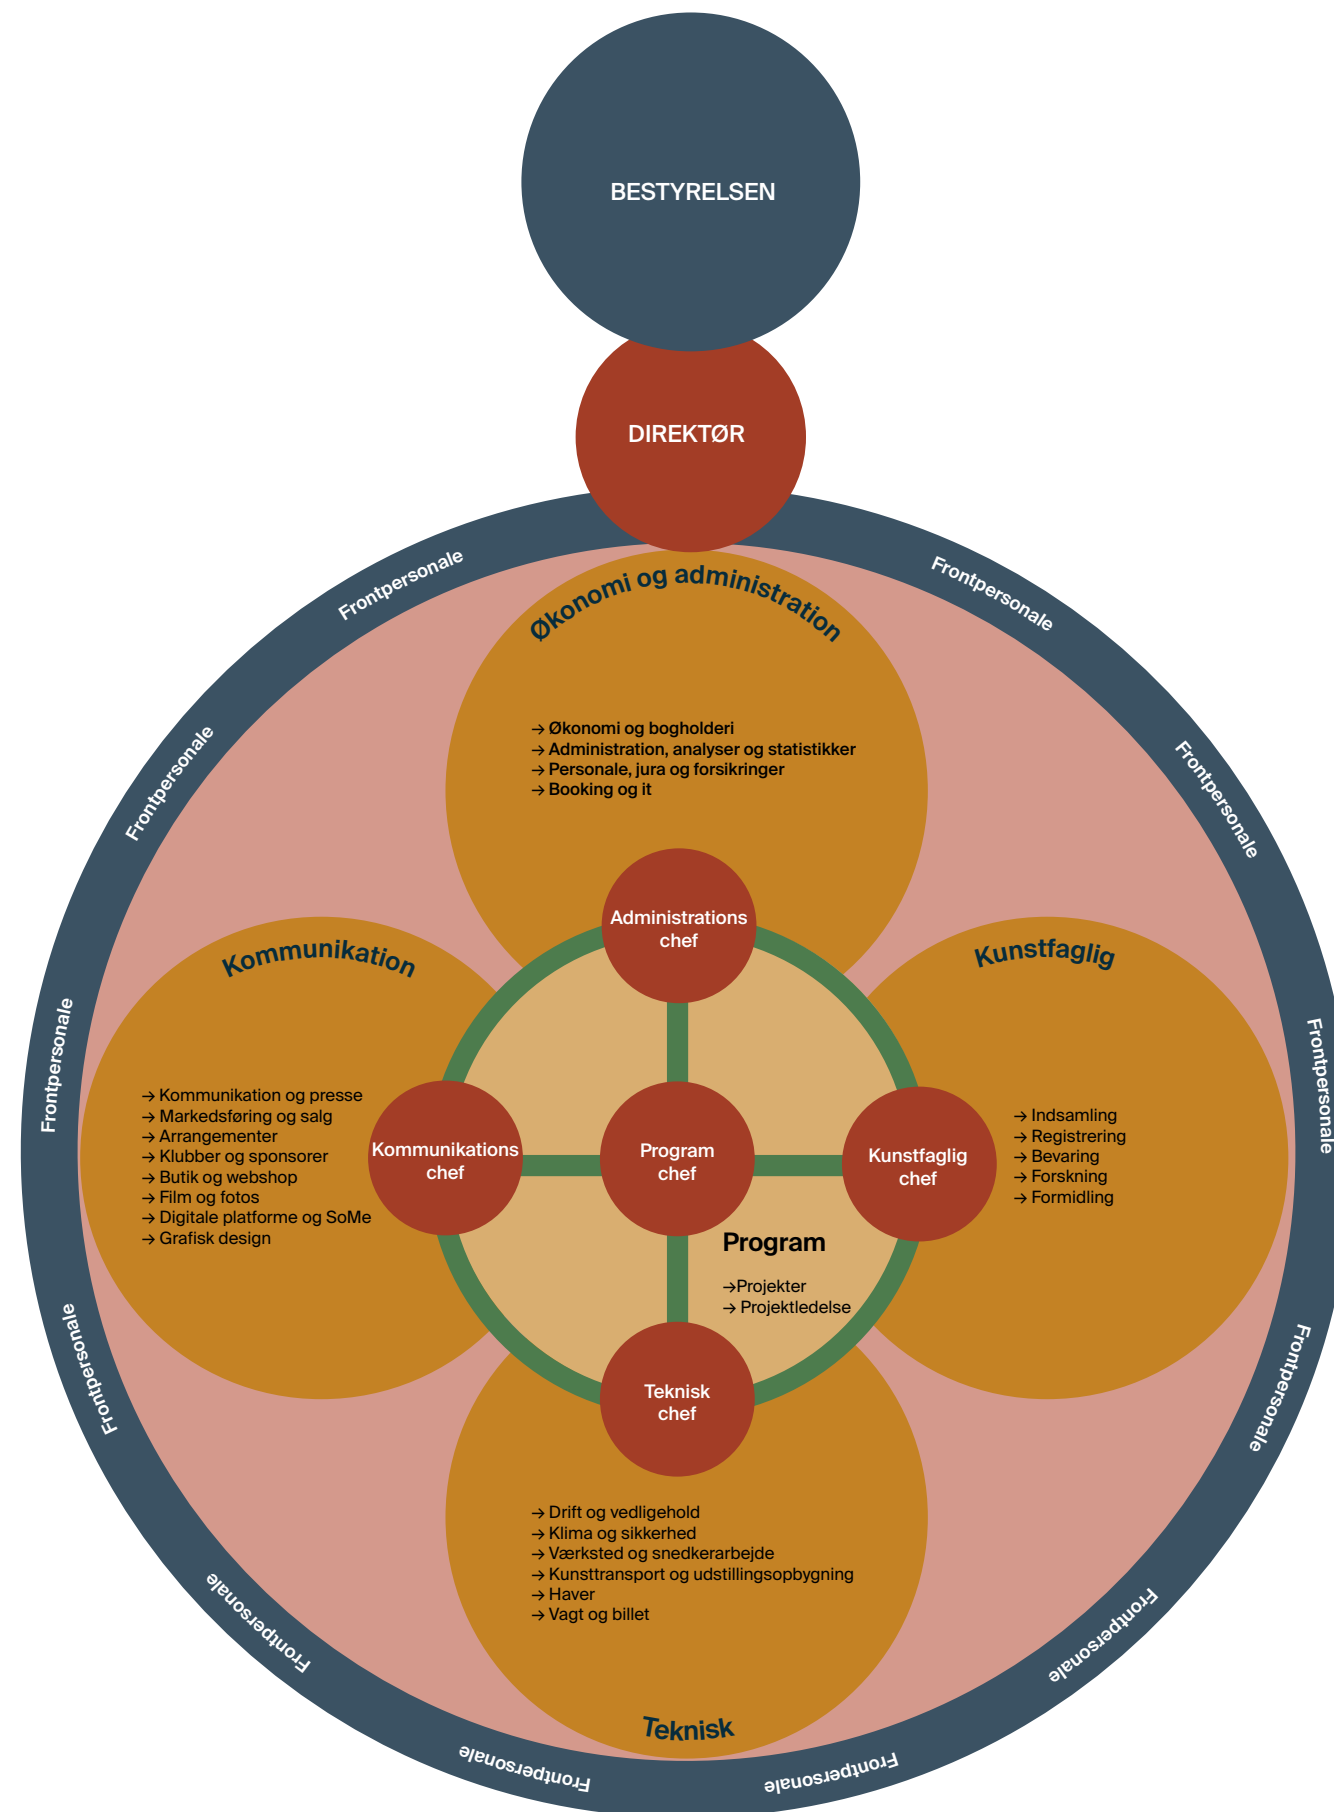 BESTYRELSEN
DIREKTØR
Frontpersonale
Frontpersonale
Økonomi og administration
→ Økonomi og bogholderi
→ Administration, analyser og statistikker
→ Personale, jura og forsikringer
→ Booking og it
Frontpersonale
Frontpersonale
Administrations
chef
Kommunikation
Kunstfaglig
Frontpersonale
Frontpersonale
→ Kommunikation og presse
→ Markedsføring og salg
→ Arrangementer
→ Klubber og sponsorer
→ Butik og webshop
→ Film og fotos
→ Digitale platforme og SoMe
→ Grafisk design
Kommunikations
chef
Program
chef
Kunstfaglig
chef
→ Indsamling
→ Registrering
→ Bevaring
→ Forskning
→ Formidling
Program
→Projekter
→ Projektledelse
Frontpersonale
Frontpersonale
Teknisk
chef
→ Drift og vedligehold
→ Klima og sikkerhed
→ Værksted og snedkerarbejde
→ Kunsttransport og udstillingsopbygning
→ Haver
→ Vagt og billet
Frontpersonale
Frontpersonale
Teknisk
Frontpersonale
Frontpersonale